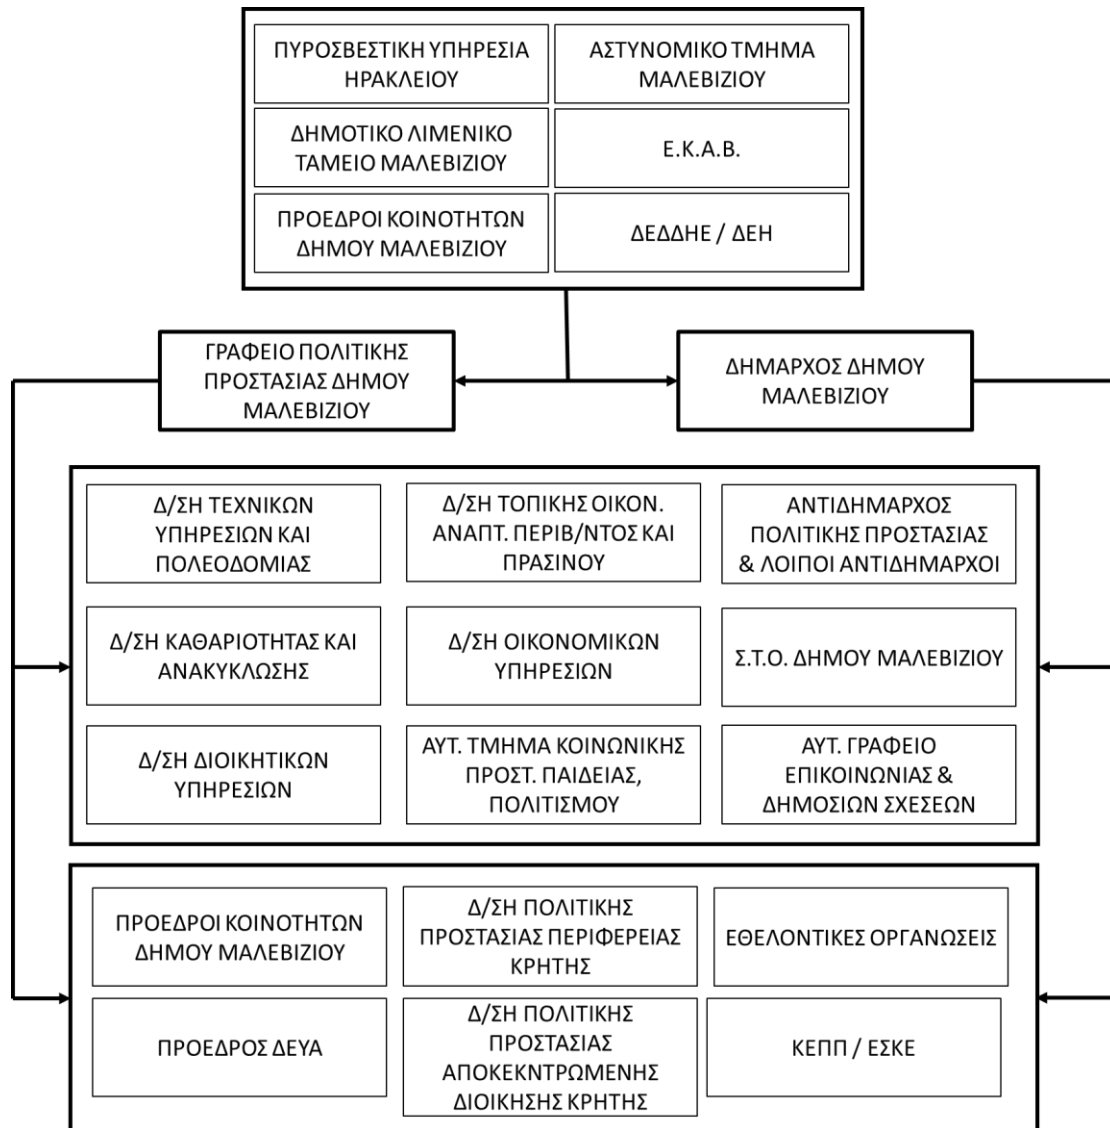 ΠΥΡΟΣΒΕΣΤΙΚΗ ΥΠΗΡΕΣΙΑ
ΗΡΑΚΛΕΙΟΥ
ΑΣΤΥΝΟΜΙΚΟ ΤΜΗΜΑ
ΜΑΛΕΒΙΖΙΟΥ
ΔΗΜΟΤΙΚΟ ΛΙΜΕΝΙΚΟ
ΤΑΜΕΙΟ ΜΑΛΕΒΙΖΙΟΥ
Ε.Κ.Α.Β.
ΠΡΟΕΔΡΟΙ ΚΟΙΝΟΤΗΤΩΝ
ΔΗΜΟΥ ΜΑΛΕΒΙΖΙΟΥ
ΔΕΔΔΗΕ / ΔΕΗ
ΓΡΑΦΕΙΟ ΠΟΛΙΤΙΚΗΣ
ΠΡΟΣΤΑΣΙΑΣ ΔΗΜΟΥ
ΜΑΛΕΒΙΖΙΟΥ
ΔΗΜΑΡΧΟΣ ΔΗΜΟΥ
ΜΑΛΕΒΙΖΙΟΥ
Δ/ΣΗ ΤΕΧΝΙΚΩΝ
ΥΠΗΡΕΣΙΩΝ ΚΑΙ
ΠΟΛΕΟΔΟΜΙΑΣ
Δ/ΣΗ ΤΟΠΙΚΗΣ ΟΙΚΟΝ.
ΑΝΑΠΤ. ΠΕΡΙΒ/ΝΤΟΣ ΚΑΙ
ΠΡΑΣΙΝΟΥ
ΑΝΤΙΔΗΜΑΡΧΟΣ
ΠΟΛΙΤΙΚΗΣ ΠΡΟΣΤΑΣΙΑΣ
& ΛΟΙΠΟΙ ΑΝΤΙΔΗΜΑΡΧΟΙ
Δ/ΣΗ ΚΑΘΑΡΙΟΤΗΤΑΣ ΚΑΙ
ΑΝΑΚΥΚΛΩΣΗΣ
Δ/ΣΗ ΟΙΚΟΝΟΜΙΚΩΝ
ΥΠΗΡΕΣΙΩΝ
Σ.Τ.Ο. ΔΗΜΟΥ ΜΑΛΕΒΙΖΙΟΥ
Δ/ΣΗ ΔΙΟΙΚΗΤΙΚΩΝ
ΥΠΗΡΕΣΙΩΝ
ΑΥΤ. ΤΜΗΜΑ ΚΟΙΝΩΝΙΚΗΣ
ΠΡΟΣΤ. ΠΑΙΔΕΙΑΣ,
ΠΟΛΙΤΙΣΜΟΥ
ΑΥΤ. ΓΡΑΦΕΙΟ
ΕΠΙΚΟΙΝΩΝΙΑΣ &
ΔΗΜΟΣΙΩΝ ΣΧΕΣΕΩΝ
ΠΡΟΕΔΡΟΙ ΚΟΙΝΟΤΗΤΩΝ
ΔΗΜΟΥ ΜΑΛΕΒΙΖΙΟΥ
Δ/ΣΗ ΠΟΛΙΤΙΚΗΣ
ΠΡΟΣΤΑΣΙΑΣ ΠΕΡΙΦΕΡΕΙΑΣ
ΚΡΗΤΗΣ
ΕΘΕΛΟΝΤΙΚΕΣ ΟΡΓΑΝΩΣΕΙΣ
ΠΡΟΕΔΡΟΣ ΔΕΥΑ
Δ/ΣΗ ΠΟΛΙΤΙΚΗΣ
ΠΡΟΣΤΑΣΙΑΣ
ΑΠΟΚΕΚΝΤΡΩΜΕΝΗΣ
ΔΙΟΙΚΗΣΗΣ ΚΡΗΤΗΣ
ΚΕΠΠ / ΕΣΚΕ